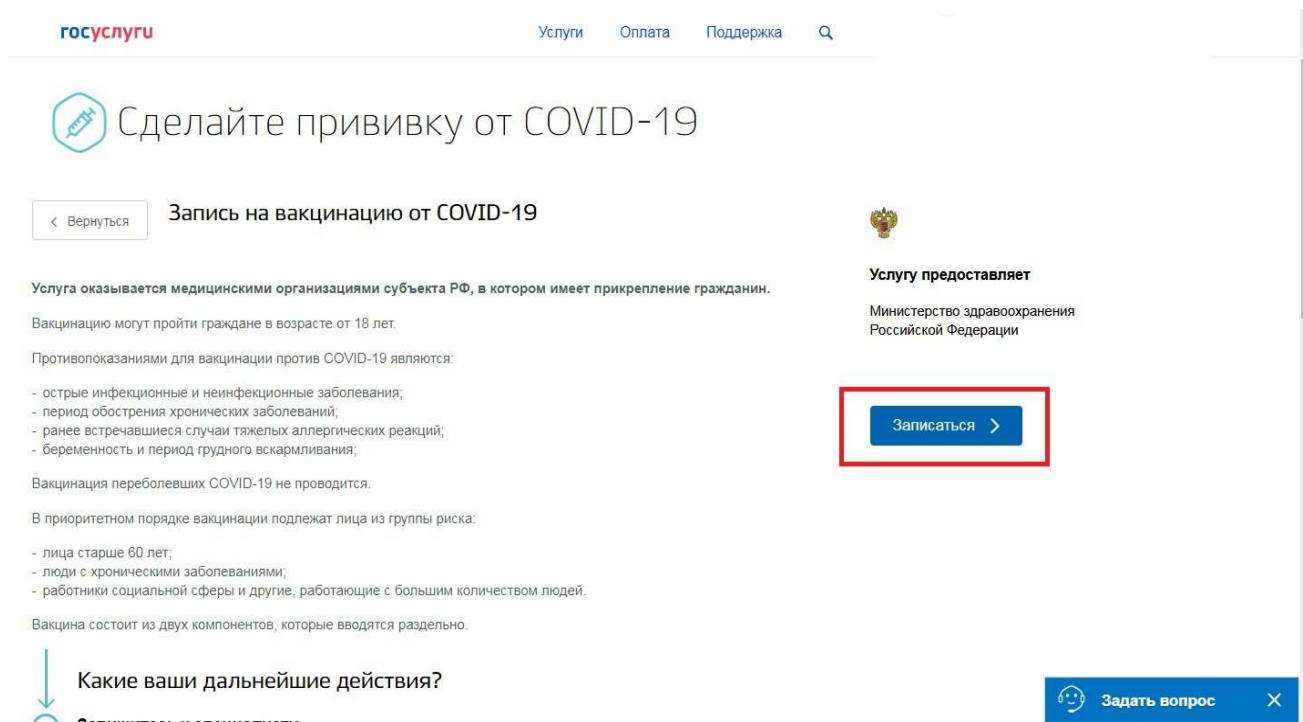 госуслуги
Услуги Оплата Поддержка
Сделайте прививку от COVID-19
Вернуться
Запись на вакцинацию от COVID-19
Услуга оказывается медицинскими организациями субъекта РФ, в котором имеет прикрепление гражданин.
Вакцинацию могут пройти граждане в возрасте от 18 лет.
Противопоказаниями для вакцинации против COVID-19 являются:
- острые инфекционные и неинфекционные заболевания;
- период обострения хронических заболеваний;
- ранее встречавшиеся случаи тяжелых аллергических реакций;
- беременность и период грудного вскармливания;
Вакцинация переболевших COVID-19 не проводится.
В приоритетном порядке вакцинации подлежат лица из группы риска:
- лица старше 60 лет;
- люди с хроническими заболеваниями;
- работники социальной сферы и другие, работающие с большим количеством людей.
Вакцина состоит из двух компонентов, которые вводятся раздельно.
Какие ваши дальнейшие действия?
Запишитесь к специалисту
Услугу предоставляет
Министерство здравоохранения
Российской Федерации
Записаться
Задать вопрос